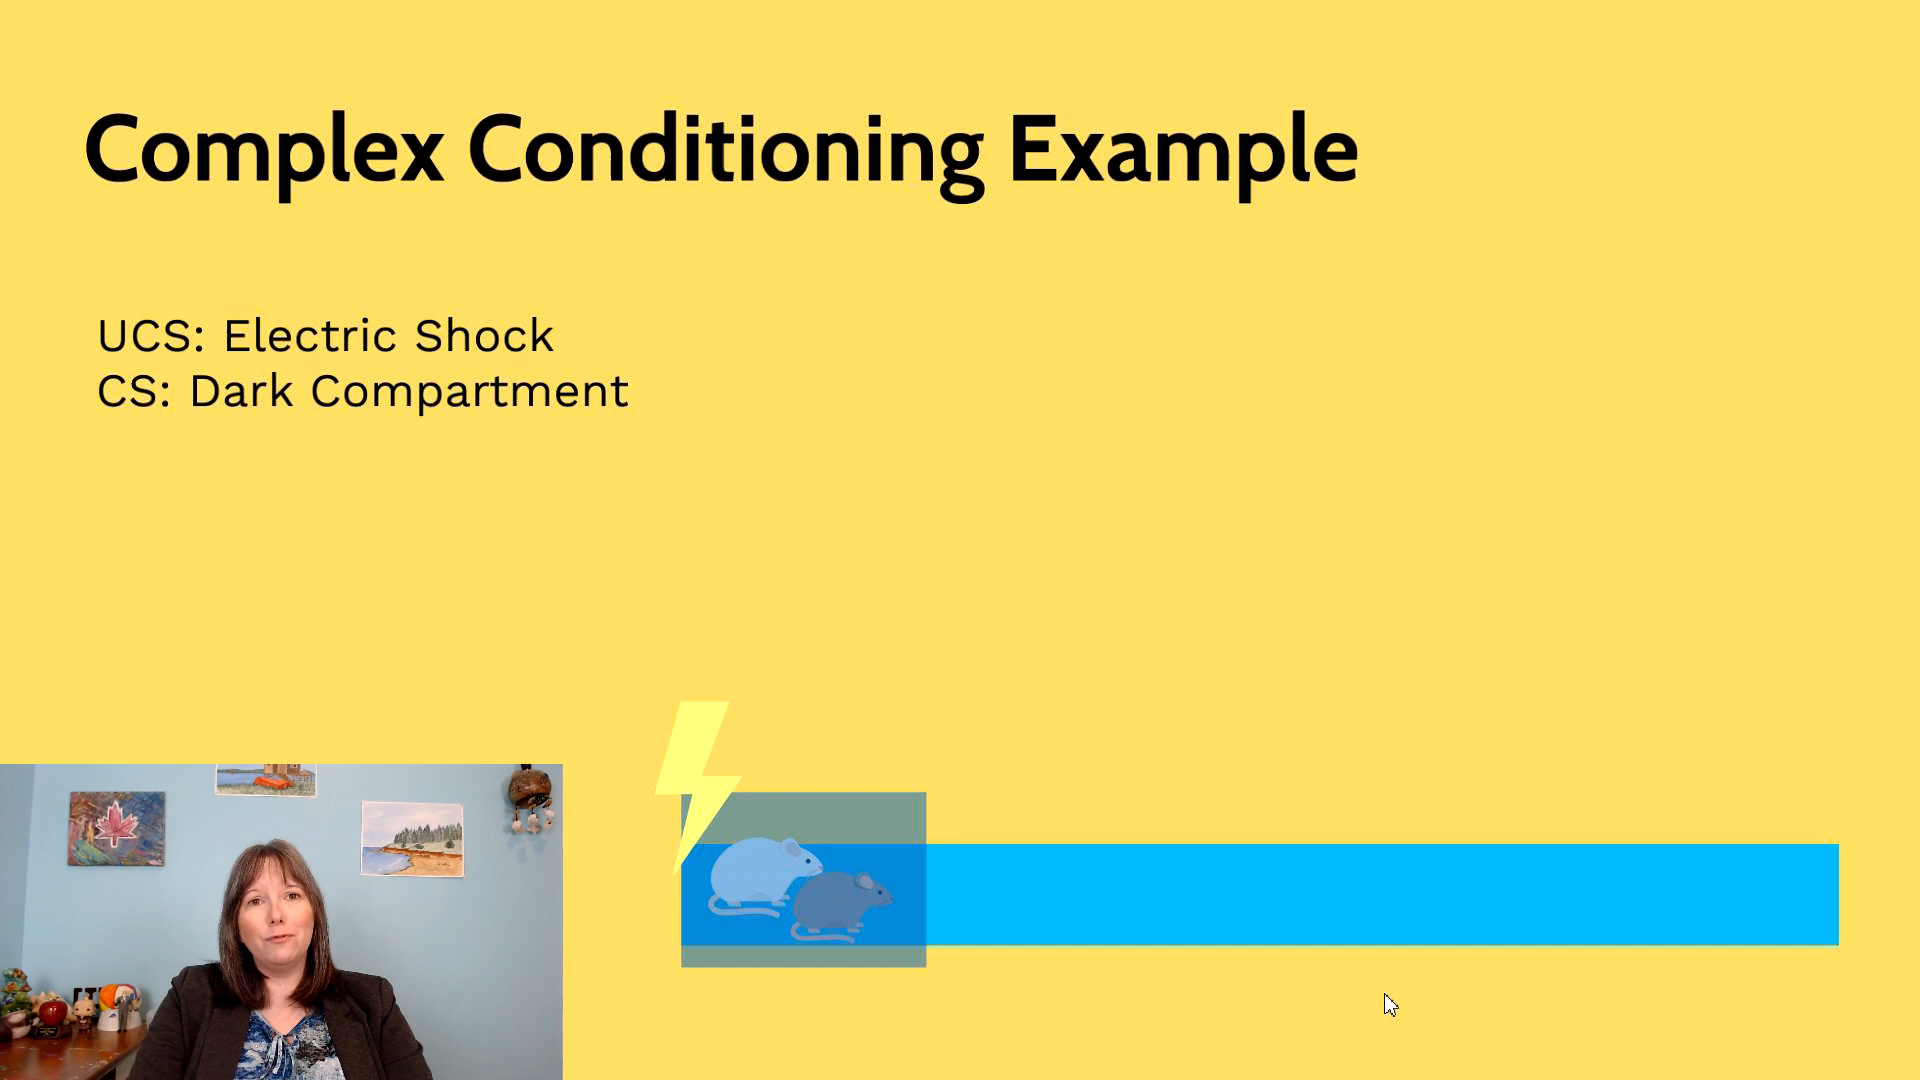 Complex Conditioning Example
UCS: Electric Shock
CS: Dark Compartment